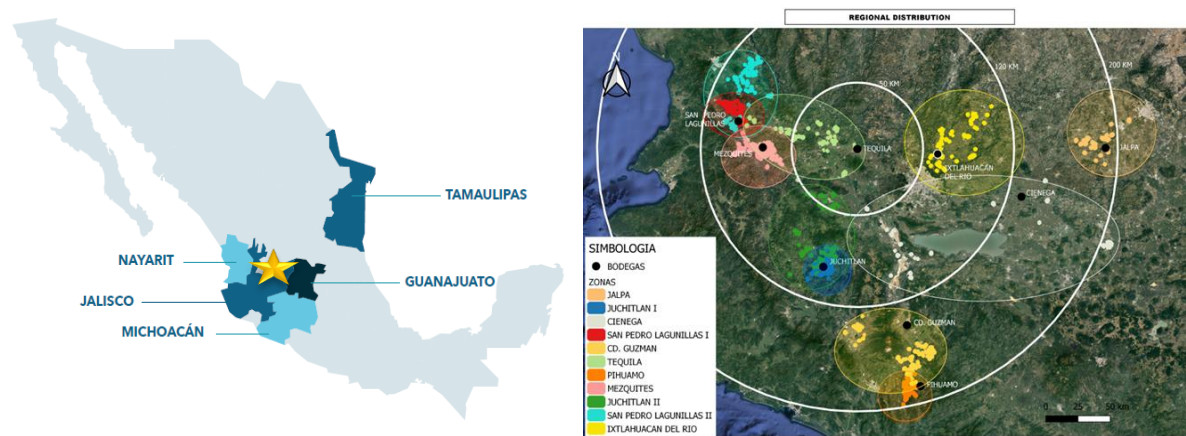 TAMAULIPAS
NAYARIT
GUANAJUATO
JALISCO
MICHOACÁN
REGIONAL DISTRIBUTION
N
50 KM
120 KM
200 KM
SAN PEDRO
LAGUNILLAS
MEZQUITES
TEQUILA
IXTLAHUACÁN
DEL RIO
JALPA
CIENEGA
JUCHITLAN
CD. GUZMAN
PIHUAMO
SIMBOLOGIA
BODEGAS
ZONAS
JALPA
JUCHITLAN I
CIENEGA
SAN PEDRO LAGUNILLAS I
CD. GUZMAN
TEQUILA
PIHUAMO
MEZQUITES
JUCHITLAN II
SAN PEDRO LAGUNILLAS II
IXTLAHUACAN DEL RIO
0 25 50 km